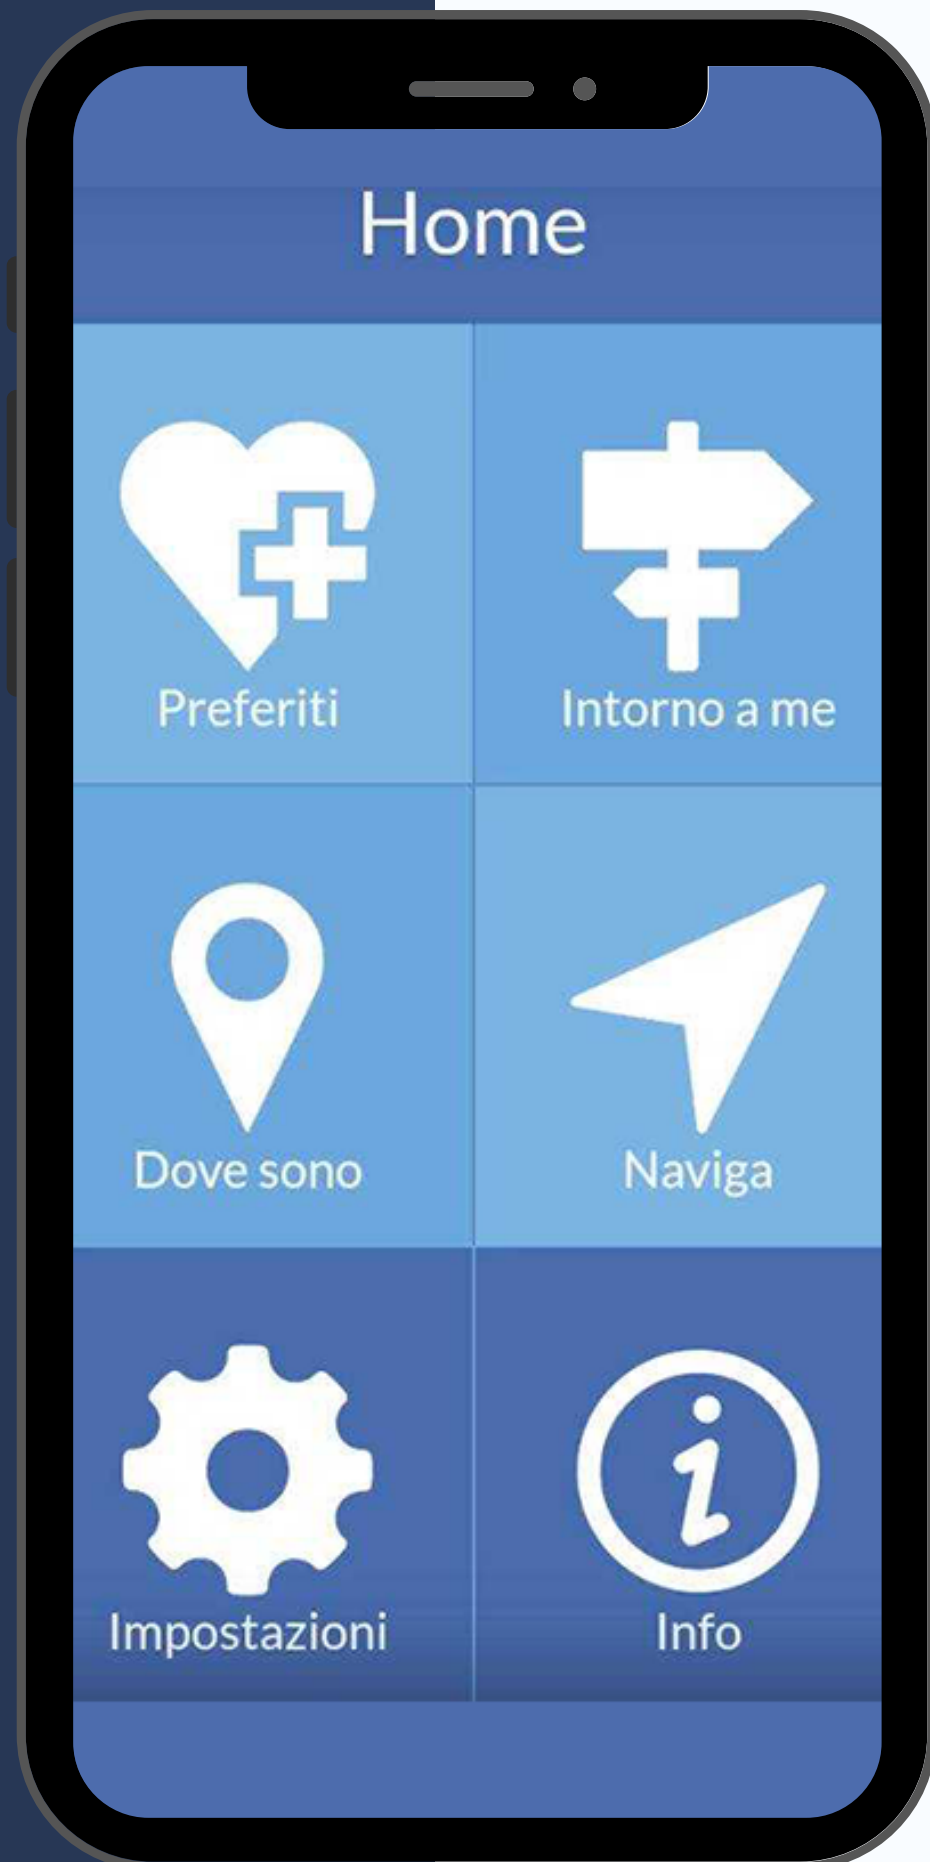 Home
Preferiti
Intorno a me
Dove sono
Naviga
Impostazioni
Info